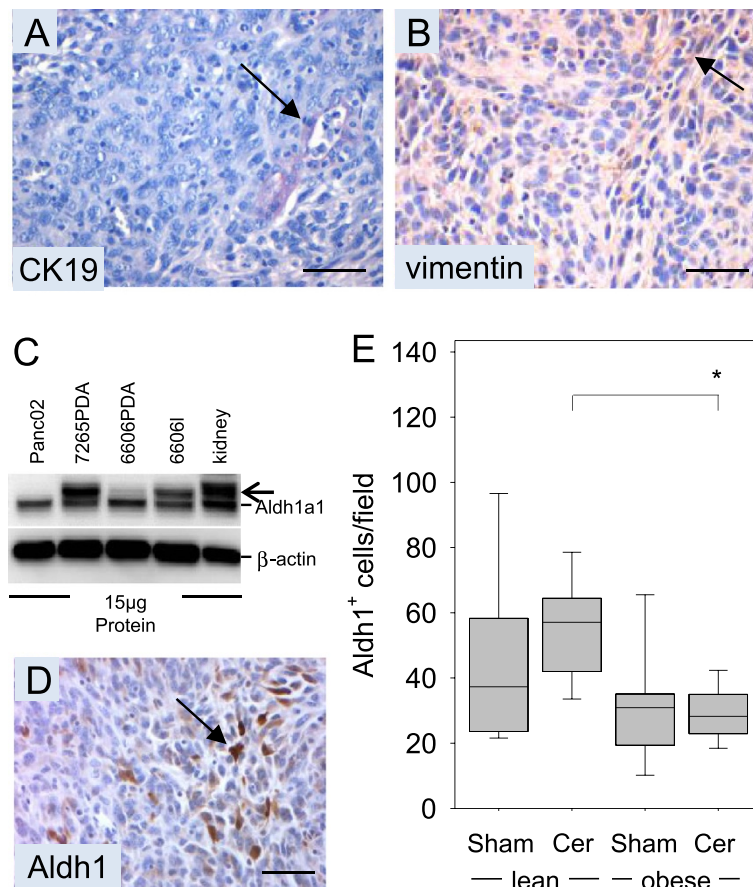 A
CK19
B
vimentin
C
Panc02
7265PDA
6606PDA
6606l
kidney
Aldh1a1
β-actin
15µg
Protein
D
Aldh1
E
Aldh1+ cells/field
140
120
100
80
60
40
20
0
*
Sham Cer Sham Cer
lean obese